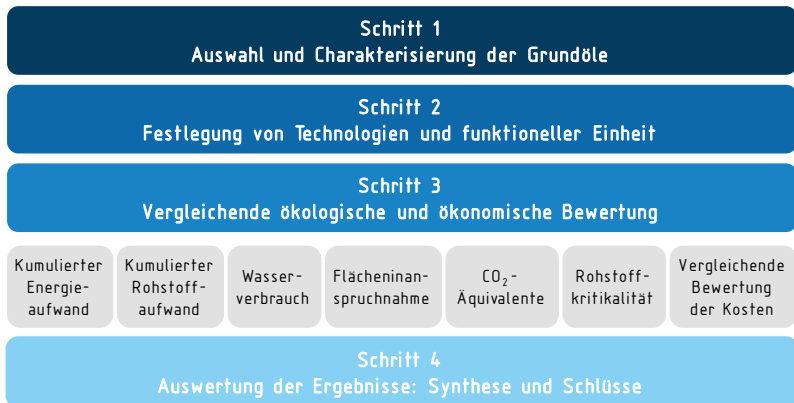 Schritt 1
Auswahl und Charakterisierung der Grundöle
Schritt 2
Festlegung von Technologien und funktioneller Einheit
Schritt 3
Vergleichende ökologische und ökonomische Bewertung
Kumulierter
Energie-
aufwand
Kumulierter
Rohstoff-
aufwand
Wasser-
verbrauch
Flächeninan-
spruchnahme
CO₂-
Äquivalente
Rohstoff-
kritikalität
Vergleichende
Bewertung
der Kosten
Schritt 4
Auswertung der Ergebnisse: Synthese und Schlüsse